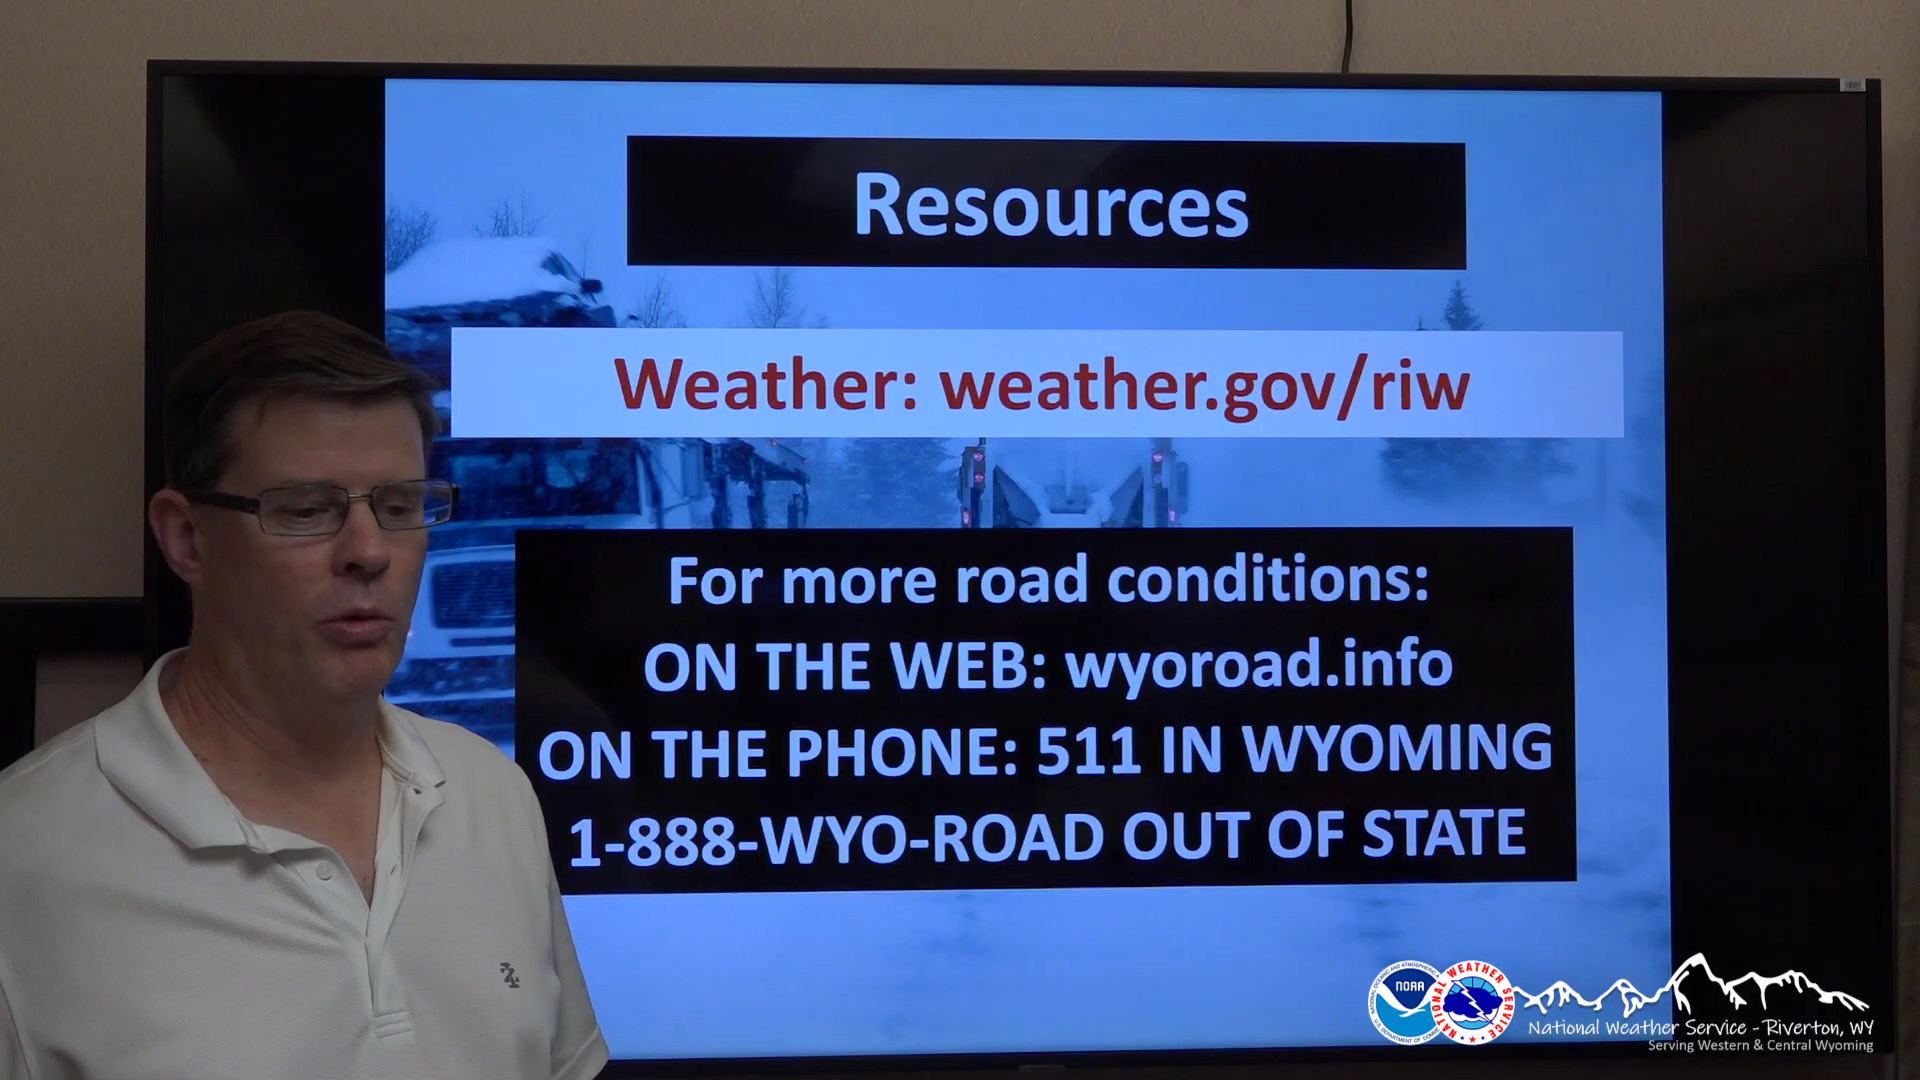 Resources
Weather: weather.gov/riw
For more road conditions:
ON THE WEB: wyoroad.info
ON THE PHONE: 511 IN WYOMING
1-888-WYO-ROAD OUT OF STATE
NOAA
NATIONAL WEATHER SERVICE
National Weather Service - Riverton, WY
Serving Western & Central Wyoming